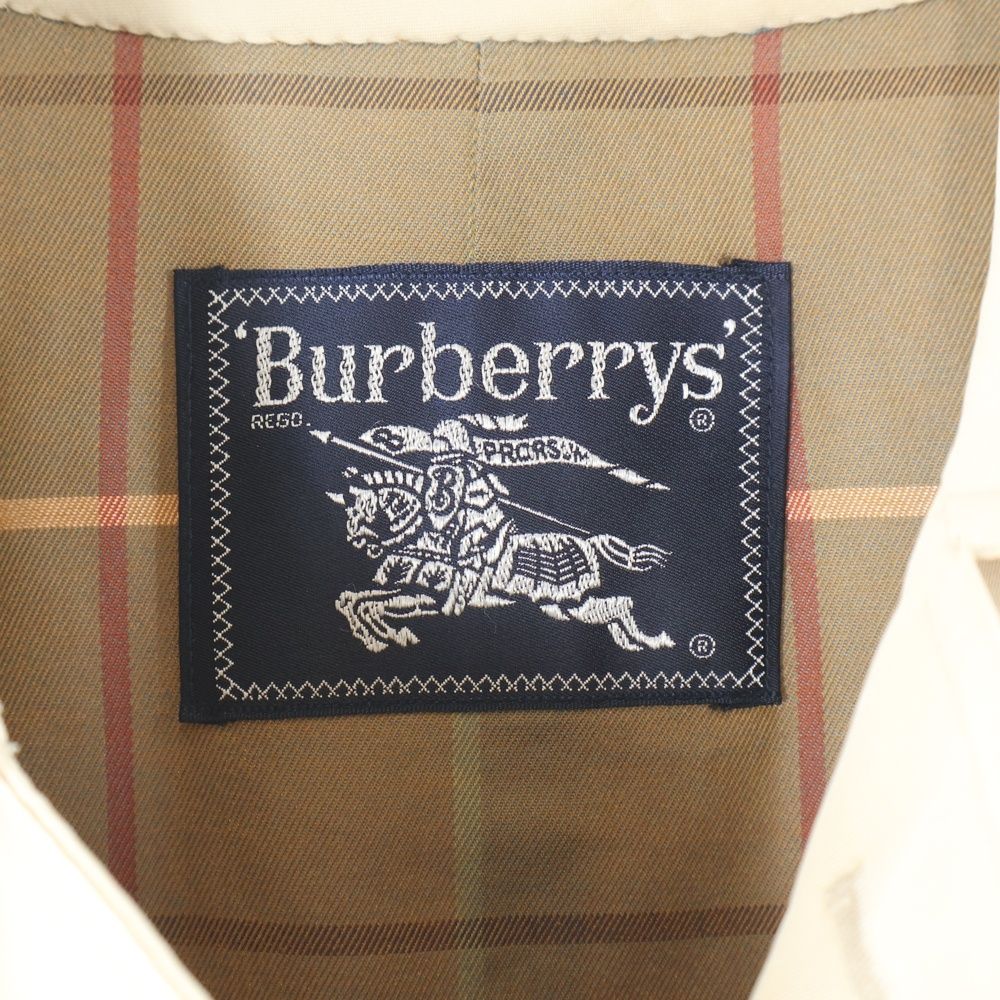 'Burberrys'
REGD. ®
B PRORSUM
B
®